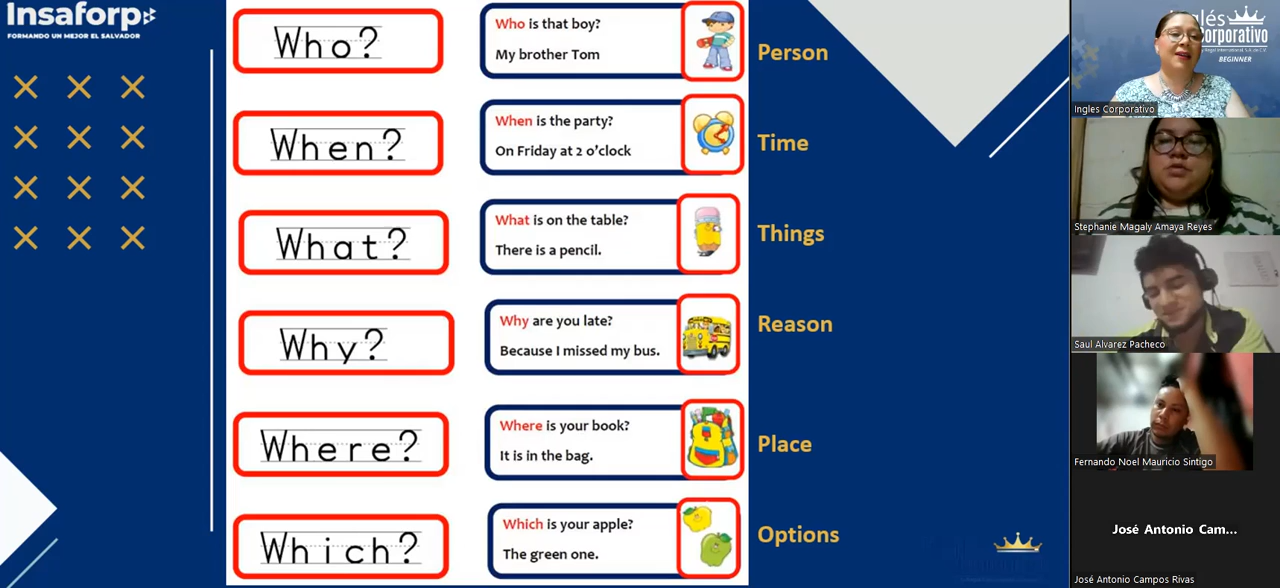 Insaforp
FORMANDO UN MEJOR EL SALVADOR
Who?
Who is that boy?
My brother Tom
Person
When?
When is the party?
On Friday at 2 o'clock
Time
What?
What is on the table?
There is a pencil.
Things
Why?
Why are you late?
Because I missed my bus.
Reason
Where?
Where is your book?
It is in the bag.
Place
Which?
Which is your apple?
The green one.
Options
BEGINNER
Ingles Corporativo
Stephanie Magaly Amaya Reyes
Saul Alvarez Pacheco
Fernando Noel Mauricio Sintigo
José Antonio Cam...
José Antonio Campos Rivas